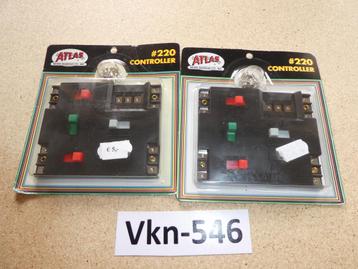 ATLAS
#220
CONTROLLER
ATLAS
#220
CONTROLLER
Vkn-546